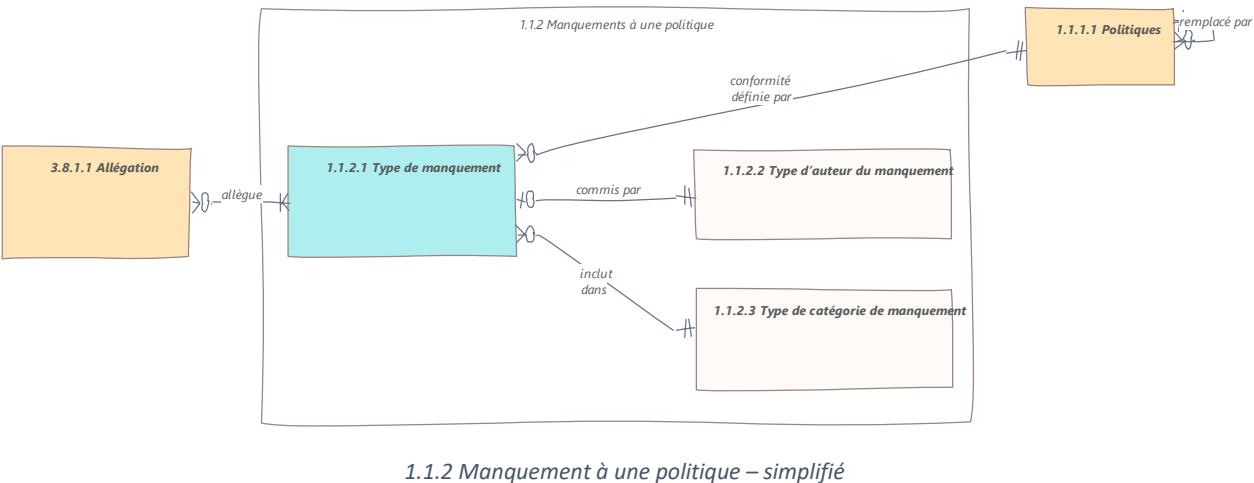 1.1.2 Manquements à une politique
1.1.1.1 Politiques
remplacé par
conformité
définie par
3.8.1.1 Allégation
allègue
1.1.2.1 Type de manquement
commis par
1.1.2.2 Type d'auteur du manquement
inclut
dans
1.1.2.3 Type de catégorie de manquement
1.1.2 Manquement à une politique – simplifié